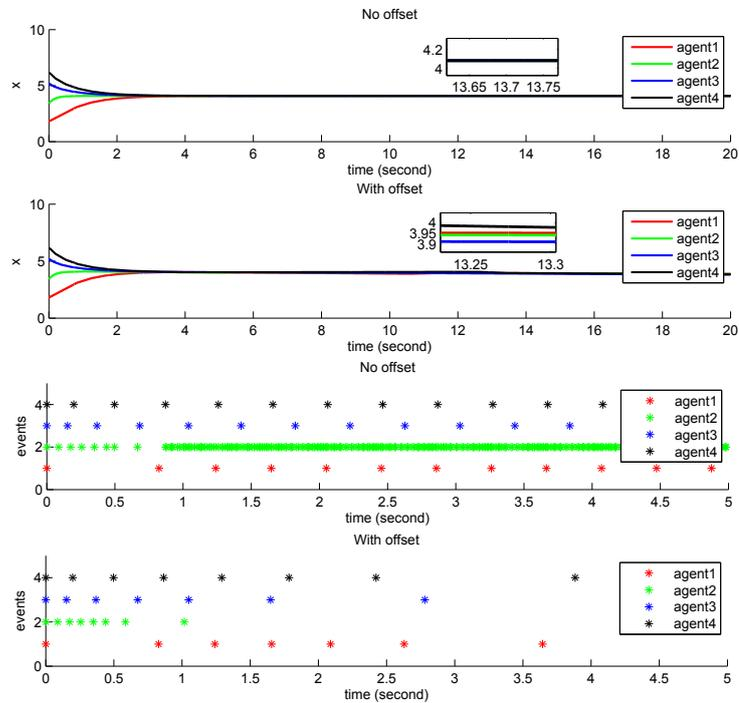 No offset
10
5
0
x
4.2
4
13.65 13.7 13.75
agent1
agent2
agent3
agent4
0 2 4 6 8 10 12 14 16 18 20
time (second)
With offset
10
5
0
x
4
3.95
3.9
13.25 13.3
agent1
agent2
agent3
agent4
0 2 4 6 8 10 12 14 16 18 20
time (second)
No offset
4
2
0
events
agent1
agent2
agent3
agent4
0 0.5 1 1.5 2 2.5 3 3.5 4 4.5 5
time (second)
With offset
4
2
0
events
agent1
agent2
agent3
agent4
0 0.5 1 1.5 2 2.5 3 3.5 4 4.5 5
time (second)